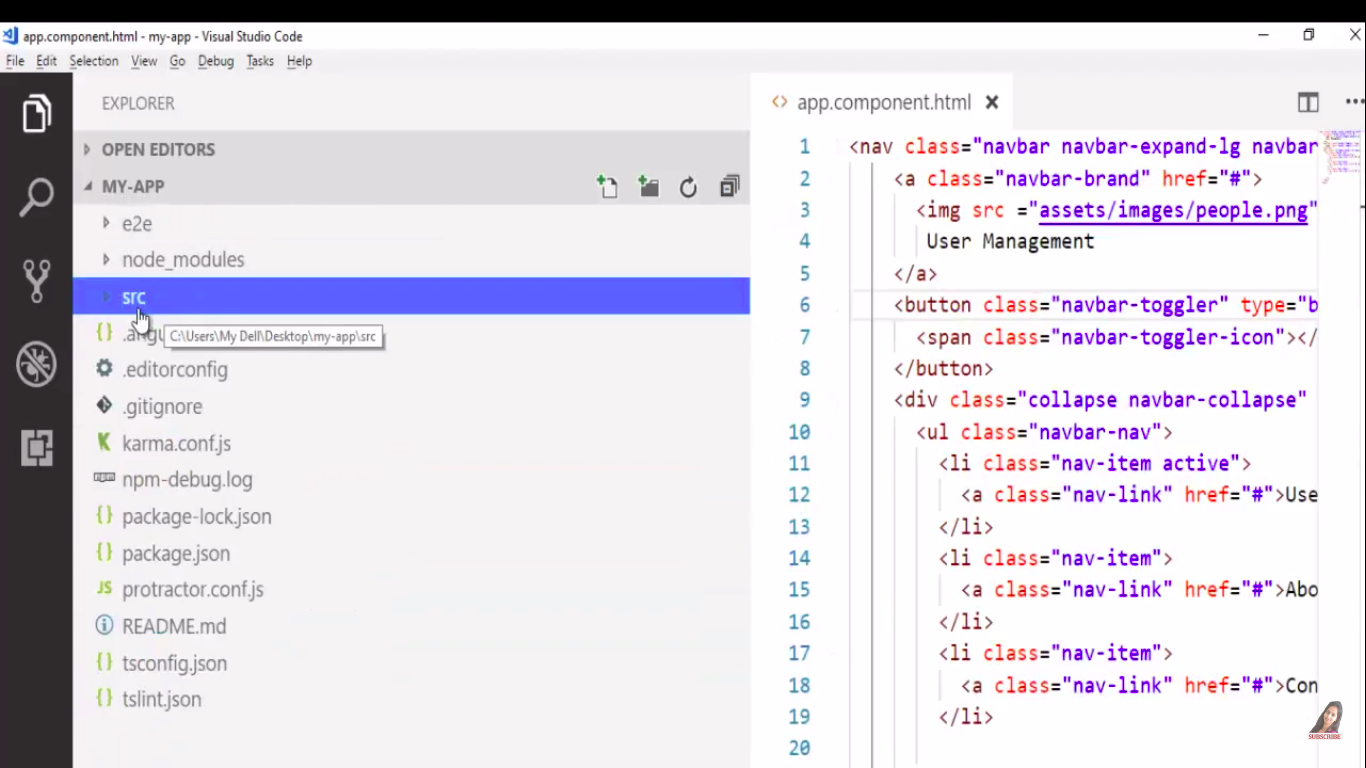 app.component.html - my-app - Visual Studio Code
File Edit Selection View Go Debug Tasks Help
EXPLORER
OPEN EDITORS
MY-APP
e2e
node_modules
src
C:\Users\My Dell\Desktop\my-app\src
.editorconfig
.gitignore
karma.conf.js
npm-debug.log
package-lock.json
package.json
protractor.conf.js
README.md
tsconfig.json
tslint.json
app.component.html
1 <nav class="navbar navbar-expand-lg navbar
2 <a class="navbar-brand" href="#">
3 <img src ="assets/images/people.png"
4 User Management
5 </a>
6 <button class="navbar-toggler" type="b
7 <span class="navbar-toggler-icon"></
8 </button>
9 <div class="collapse navbar-collapse"
10 <ul class="navbar-nav">
11 <li class="nav-item active">
12 <a class="nav-link" href="#">Use
13 </li>
14 <li class="nav-item">
15 <a class="nav-link" href="#">Abo
16 </li>
17 <li class="nav-item">
18 <a class="nav-link" href="#">Con
19 </li>
20
SUBSCRIBE